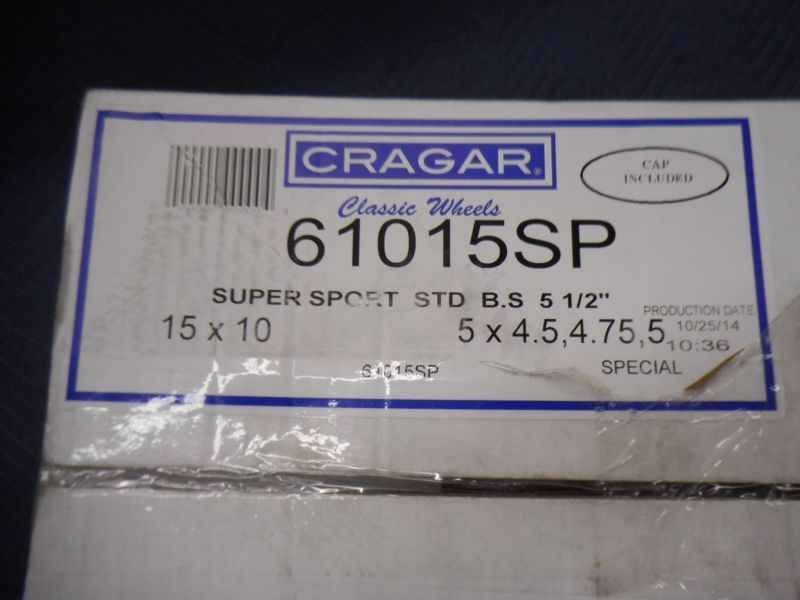 CRAGAR®
CAP
INCLUDED
Classic Wheels
61015SP
SUPER SPORT STD B.S 5 1/2"
PRODUCTION DATE
15 x 10 5 x 4.5,4.75,5 10/25/14
10:36
61015SP SPECIAL